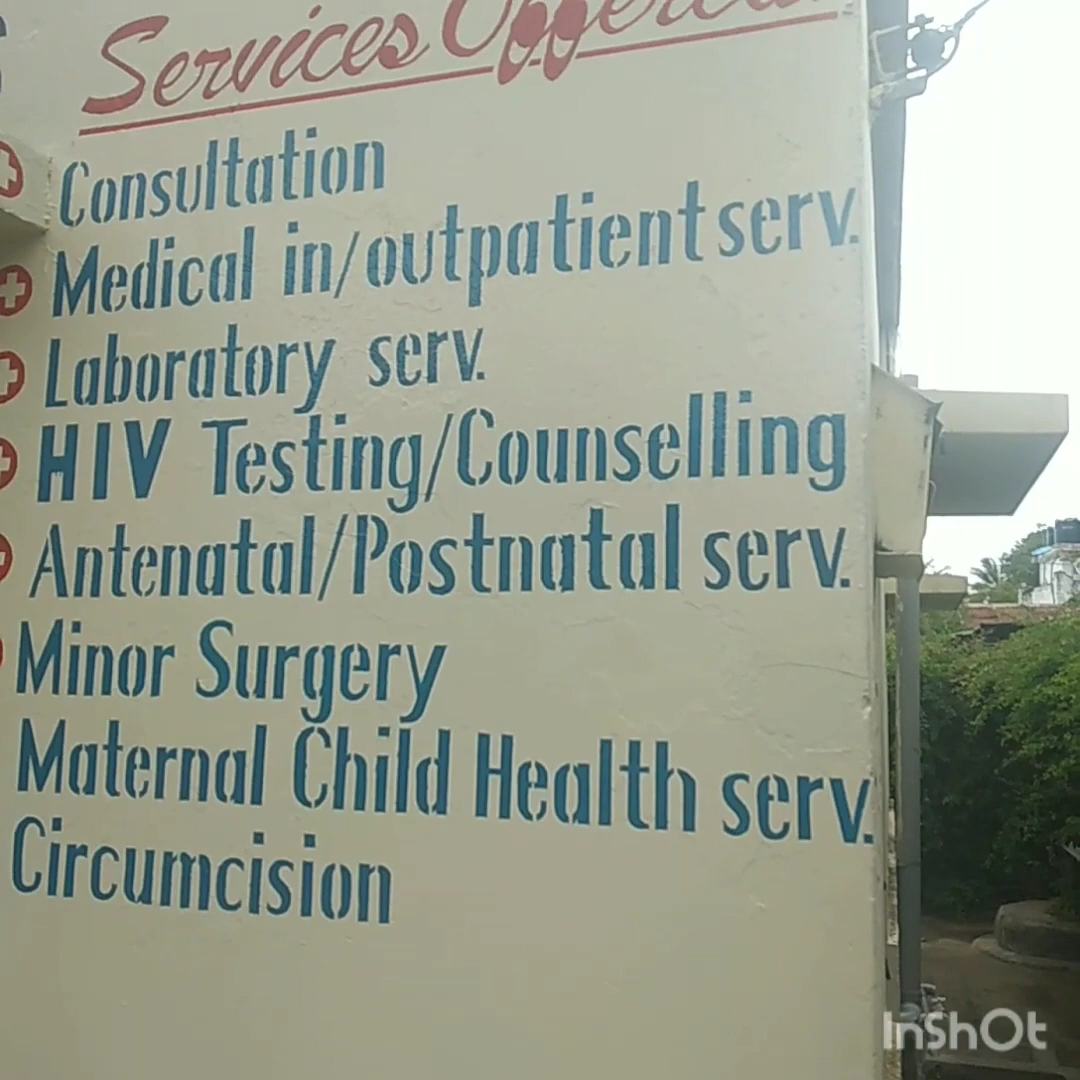 Services Offered
Consultation
Medical in/outpatient serv.
Laboratory serv.
HIV Testing/Counselling
Antenatal/Postnatal serv.
Minor Surgery
Maternal Child Health serv.
Circumcision
InShOt